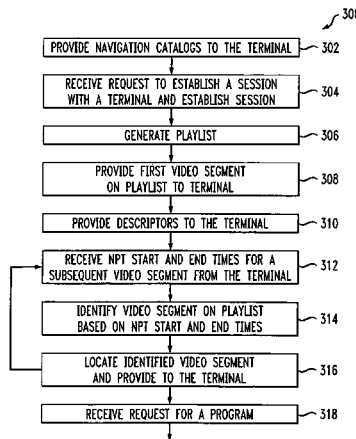 300
PROVIDE NAVIGATION CATALOGS TO THE TERMINAL
302
RECEIVE REQUEST TO ESTABLISH A SESSION
WITH A TERMINAL AND ESTABLISH SESSION
304
GENERATE PLAYLIST
306
PROVIDE FIRST VIDEO SEGMENT
ON PLAYLIST TO TERMINAL
308
PROVIDE DESCRIPTORS TO THE TERMINAL
310
RECEIVE NPT START AND END TIMES FOR A
SUBSEQUENT VIDEO SEGMENT FROM THE TERMINAL
312
IDENTIFY VIDEO SEGMENT ON PLAYLIST
BASED ON NPT START AND END TIMES
314
LOCATE IDENTIFIED VIDEO SEGMENT
AND PROVIDE TO THE TERMINAL
316
RECEIVE REQUEST FOR A PROGRAM
318